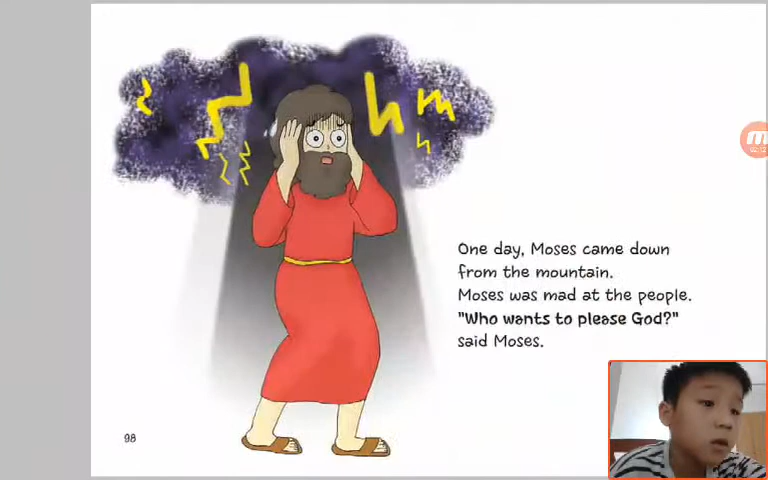 One day, Moses came down
from the mountain.
Moses was mad at the people.
"Who wants to please God?"
said Moses.
98